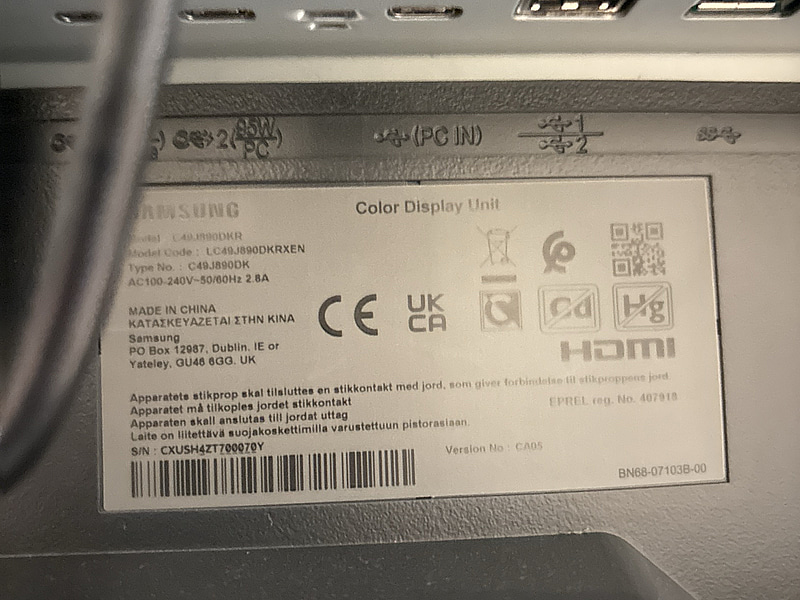 2(95W
PC)
(PC IN)
1
2
SAMSUNG
Color Display Unit
Model : C49J890DKR
Model Code : LC49J890DKRXEN
Type No. : C49J890DK
AC100-240V~50/60Hz 2.8A
MADE IN CHINA
ΚΑΤΑΣΚΕΥΑΖΕΤΑΙ ΣΤΗΝ ΚΙΝΑ
Samsung
PO Box 12987, Dublin. IE or
Yateley, GU46 6GG. UK
CE
UK
CA
Cd
Hg
HDMI
Apparatets stikprop skal tilsluttes en stikkontakt med jord, som giver forbindelse til stikproppens jord.
Apparatet må tilkoples jordet stikkontakt
Apparaten skall anslutas till jordat uttag
Laite on liitettävä suojakoskettimilla varustettuun pistorasiaan.
EPREL reg. No. 407918
S/N : CXUSH4ZT700070Y
Version No : CA05
BN68-07103B-00